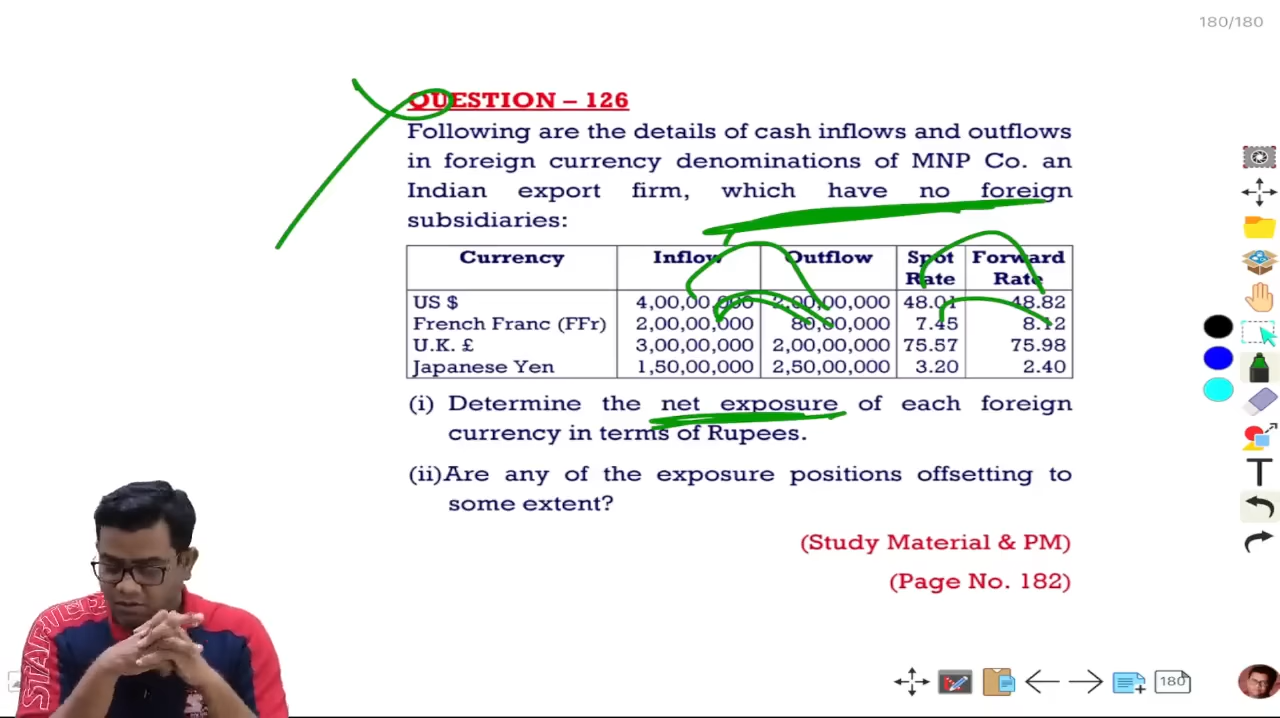 180/180
QUESTION – 126
Following are the details of cash inflows and outflows
in foreign currency denominations of MNP Co. an
Indian export firm, which have no foreign
subsidiaries:
Currency Inflow Outflow Spot Rate Forward Rate
US $ 4,00,00,000 2,00,00,000 48.01 48.82
French Franc (FFr) 2,00,00,000 80,00,000 7.45 8.12
U.K. £ 3,00,00,000 2,00,00,000 75.57 75.98
Japanese Yen 1,50,00,000 2,50,00,000 3.20 2.40
(i) Determine the net exposure of each foreign
currency in terms of Rupees.
(ii)Are any of the exposure positions offsetting to
some extent?
(Study Material & PM)
(Page No. 182)
T
180